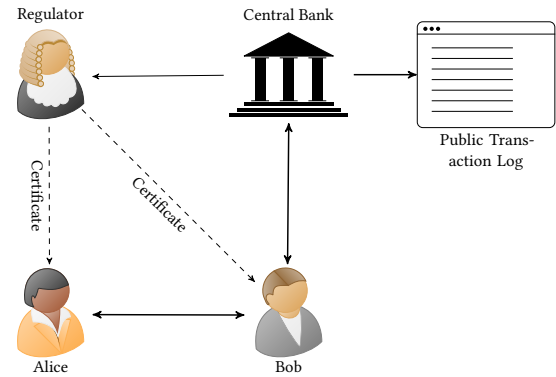 Regulator
Central Bank
Public Trans-
action Log
Certificate
Certificate
Alice
Bob